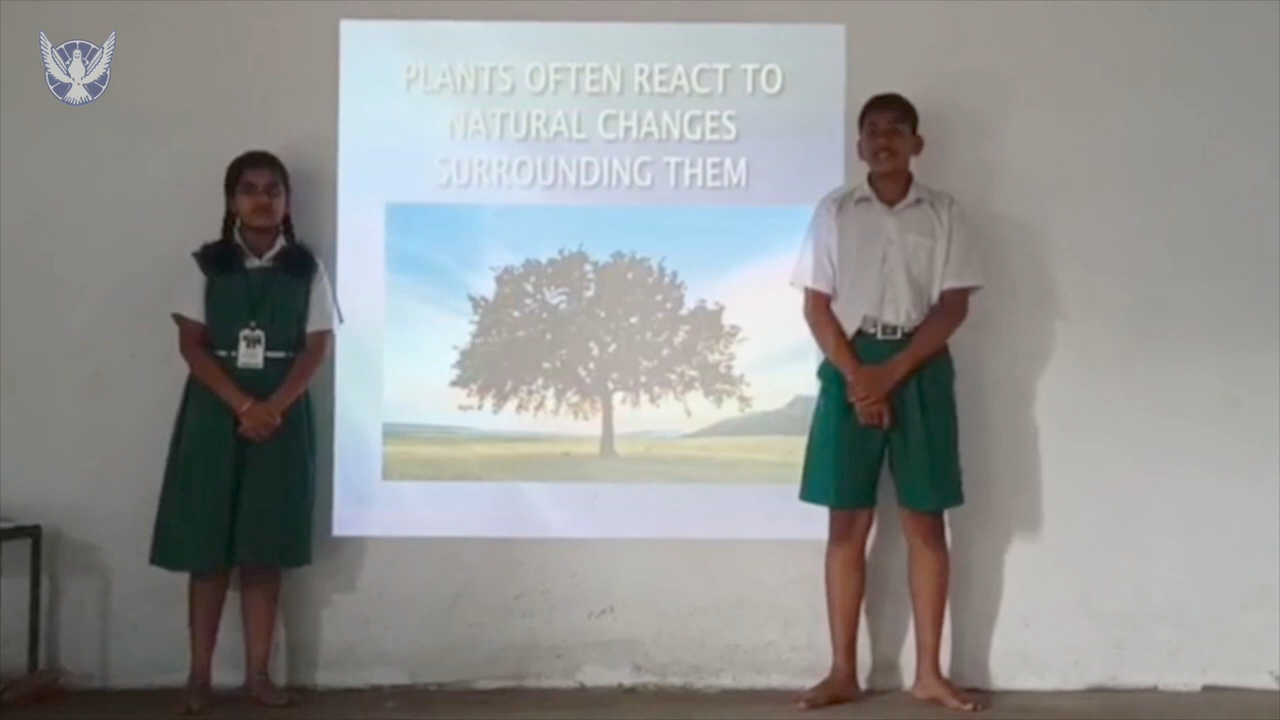 PLANTS OFTEN REACT TO
NATURAL CHANGES
SURROUNDING THEM